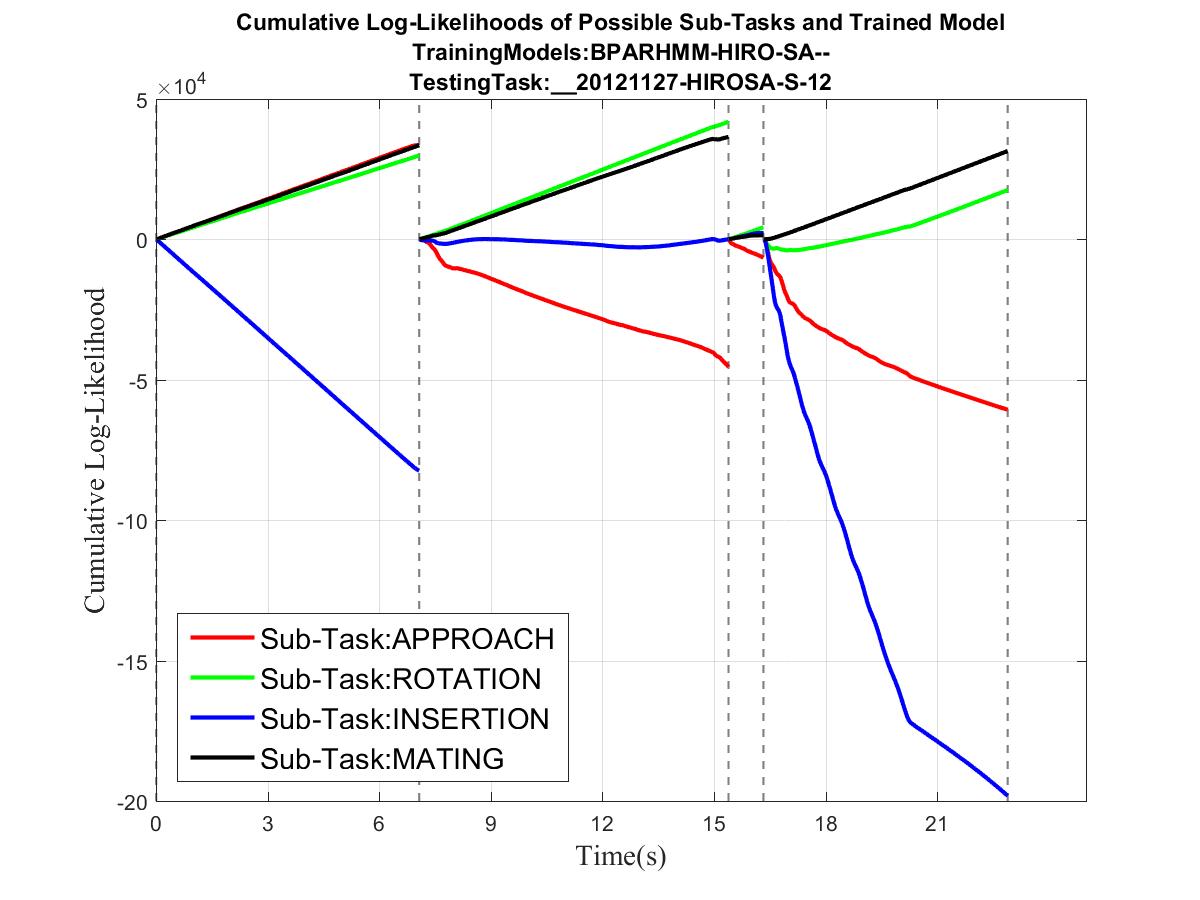 Cumulative Log-Likelihoods of Possible Sub-Tasks and Trained Model
TrainingModels:BPARHMM-HIRO-SA--
TestingTask:__20121127-HIROSA-S-12
×10⁴
5
0
-5
-10
-15
-20
Cumulative Log-Likelihood
Sub-Task:APPROACH
Sub-Task:ROTATION
Sub-Task:INSERTION
Sub-Task:MATING
0 3 6 9 12 15 18 21
Time(s)